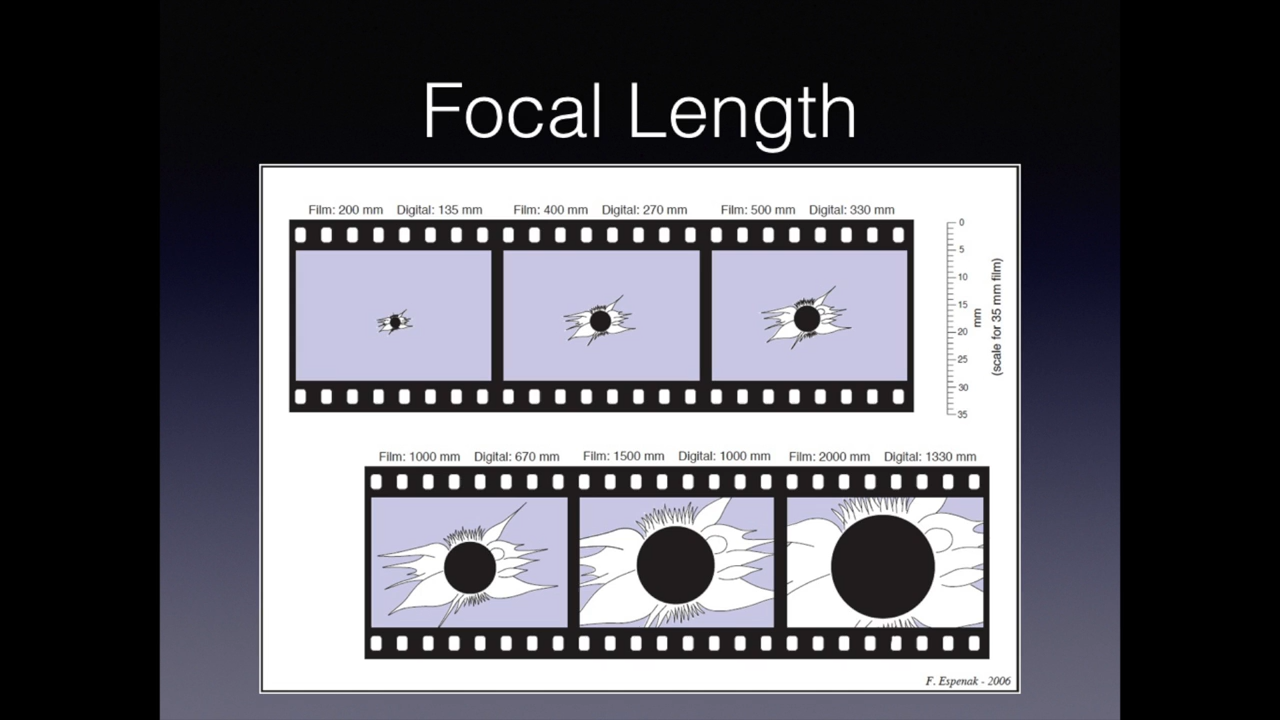 Focal Length
Film: 200 mm Digital: 135 mm Film: 400 mm Digital: 270 mm Film: 500 mm Digital: 330 mm
0
5
10
15
20
25
30
35
mm
(scale for 35 mm film)
Film: 1000 mm Digital: 670 mm Film: 1500 mm Digital: 1000 mm Film: 2000 mm Digital: 1330 mm
F. Espenak - 2006